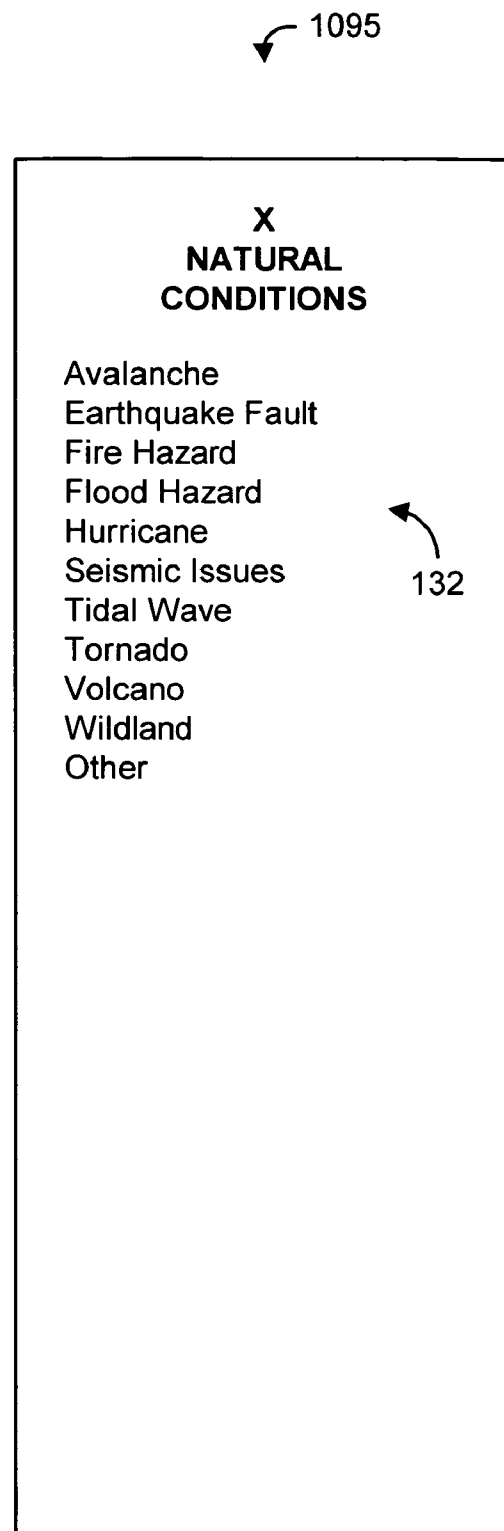 1095
X
NATURAL
CONDITIONS
Avalanche
Earthquake Fault
Fire Hazard
Flood Hazard
Hurricane
Seismic Issues
132
Tidal Wave
Tornado
Volcano
Wildland
Other